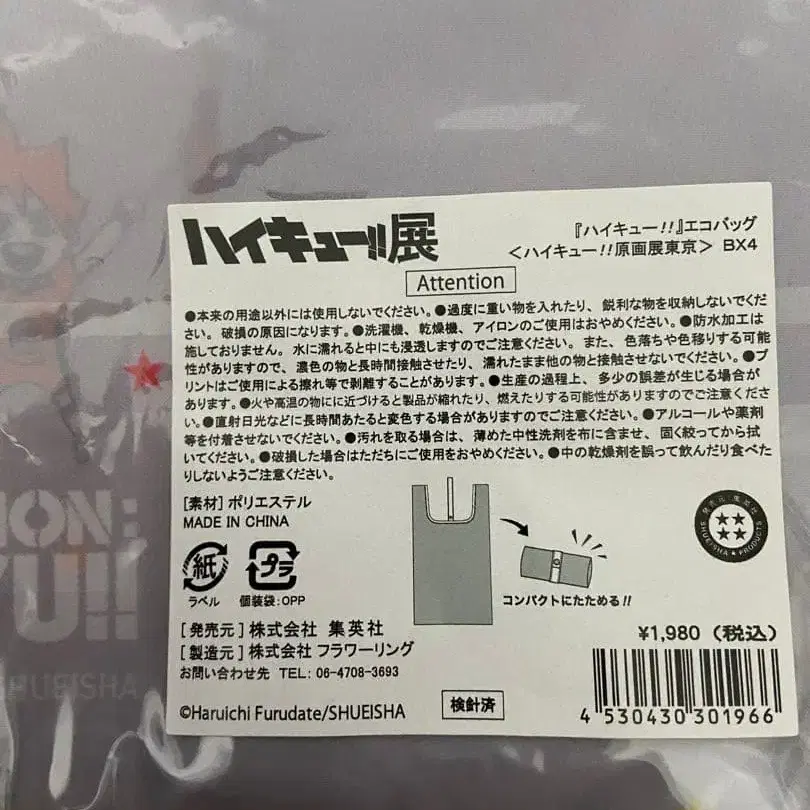 ハイキュー!!展
『ハイキュー!!』エコバッグ
＜ハイキュー!!原画展東京＞ BX4
Attention
●本来の用途以外には使用しないでください。●過度に重い物を入れたり、鋭利な物を収納しないでくだ
さい。破損の原因になります。●洗濯機、乾燥機、アイロンのご使用はおやめください。●防水加工は
施しておりません。水に濡れると中にも浸透しますのでご注意ください。また、色落ちや色移りする可能
性がありますので、濃色の物と長時間接触させたり、濡れたまま他の物と接触させないでください。●プ
リントはご使用による擦れ等で剥離することがあります。●生産の過程上、多少の誤差が生じる場合が
あります。●火や高温の物にに近づけると製品が縮れたり、燃えたりする可能性がありますのでご注意ください
。●直射日光などに長時間あたると変色する場合がありますのでご注意ください。●アルコールや薬剤
等を付着させないでください。●汚れを取る場合は、薄めた中性洗剤を布に含ませ、固く絞ってから拭
いてください。●破損した場合はただちにご使用をおやめください。●中の乾燥剤を誤って飲んだり食べた
りしないようご注意ください。
[素材] ポリエステル
MADE IN CHINA
紙
プラ
ラベル
個装袋:OPP
コンパクトにたためる!!
発売元:集英社
SHUEISHA★PRODUCTS
[発売元] 株式会社 集英社
[製造元] 株式会社 フラワーリング
お問い合わせ先 TEL: 06-4708-3693
¥1,980（税込）
©Haruichi Furudate/SHUEISHA
検針済
4 530430 301966
ION:
YU!!
SHUEISHA